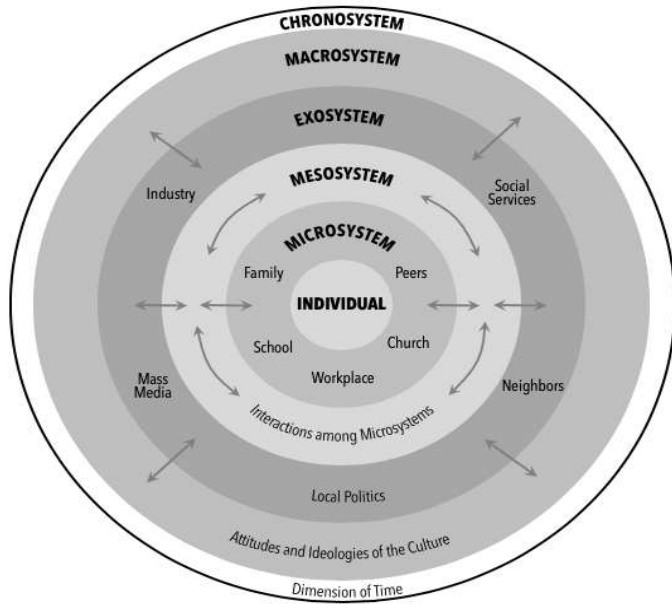 CHRONOSYSTEM
MACROSYSTEM
EXOSYSTEM
MESOSYSTEM
Industry
Social
Services
MICROSYSTEM
Family
Peers
INDIVIDUAL
School
Church
Workplace
Mass
Media
Neighbors
Interactions among Microsystems
Local Politics
Attitudes and Ideologies of the Culture
Dimension of Time